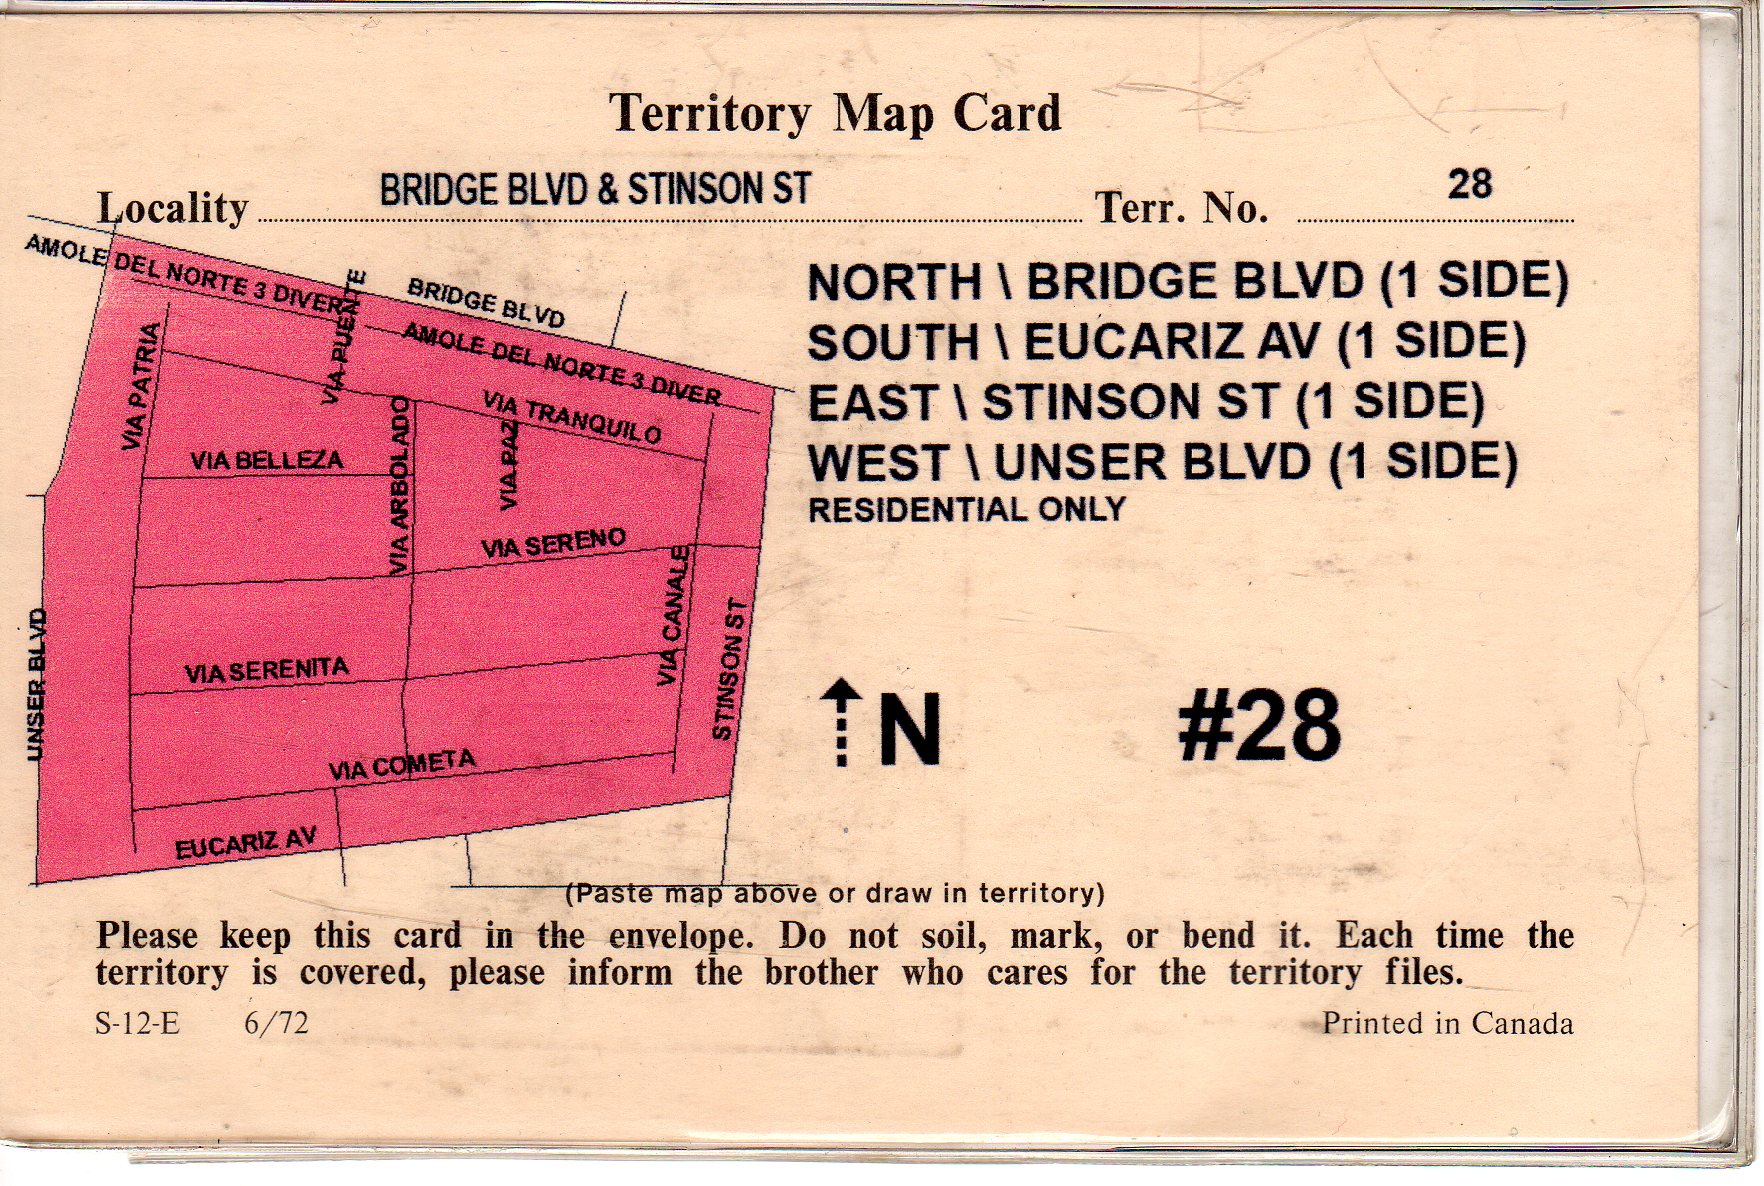 Territory Map Card
Locality BRIDGE BLVD & STINSON ST Terr. No. 28
AMOLE DEL NORTE 3 DIVER
BRIDGE BLVD
AMOLE DEL NORTE 3 DIVER
VIA PATRIA
VIA PUENTE
VIA TRANQUILO
VIA BELLEZA
VIA ARBOLADO
VIA PAZ
VIA SERENO
VIA CANALE
UNSER BLVD
VIA SERENITA
STINSON ST
VIA COMETA
EUCARIZ AV
NORTH \ BRIDGE BLVD (1 SIDE)
SOUTH \ EUCARIZ AV (1 SIDE)
EAST \ STINSON ST (1 SIDE)
WEST \ UNSER BLVD (1 SIDE)
RESIDENTIAL ONLY
N #28
(Paste map above or draw in territory)
Please keep this card in the envelope. Do not soil, mark, or bend it. Each time the
territory is covered, please inform the brother who cares for the territory files.
S-12-E 6/72 Printed in Canada